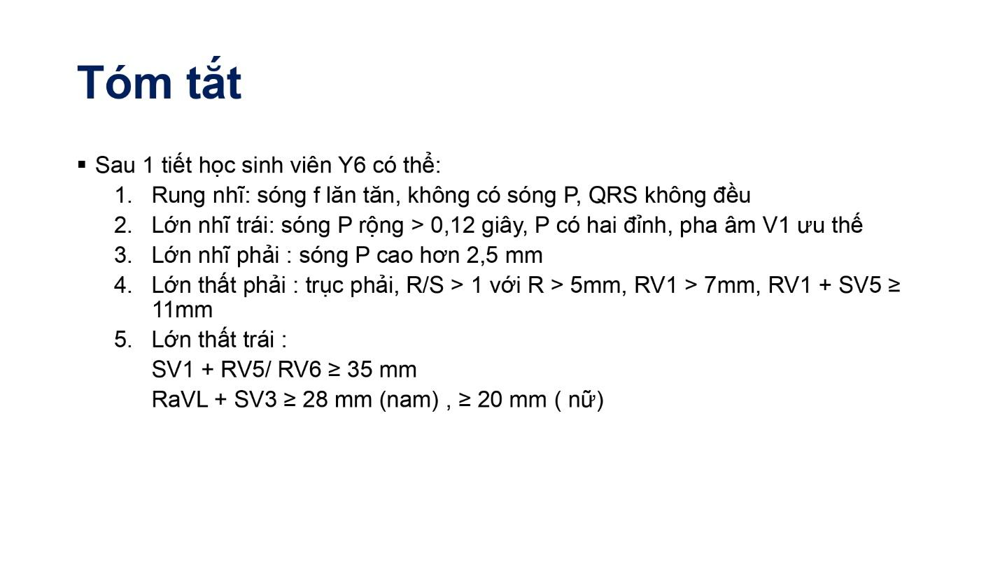 Tóm tắt
▪ Sau 1 tiết học sinh viên Y6 có thể:
1. Rung nhĩ: sóng f lăn tăn, không có sóng P, QRS không đều
2. Lớn nhĩ trái: sóng P rộng > 0,12 giây, P có hai đỉnh, pha âm V1 ưu thế
3. Lớn nhĩ phải : sóng P cao hơn 2,5 mm
4. Lớn thất phải : trục phải, R/S > 1 với R > 5mm, RV1 > 7mm, RV1 + SV5 ≥
11mm
5. Lớn thất trái :
SV1 + RV5/ RV6 ≥ 35 mm
RaVL + SV3 ≥ 28 mm (nam) , ≥ 20 mm ( nữ)